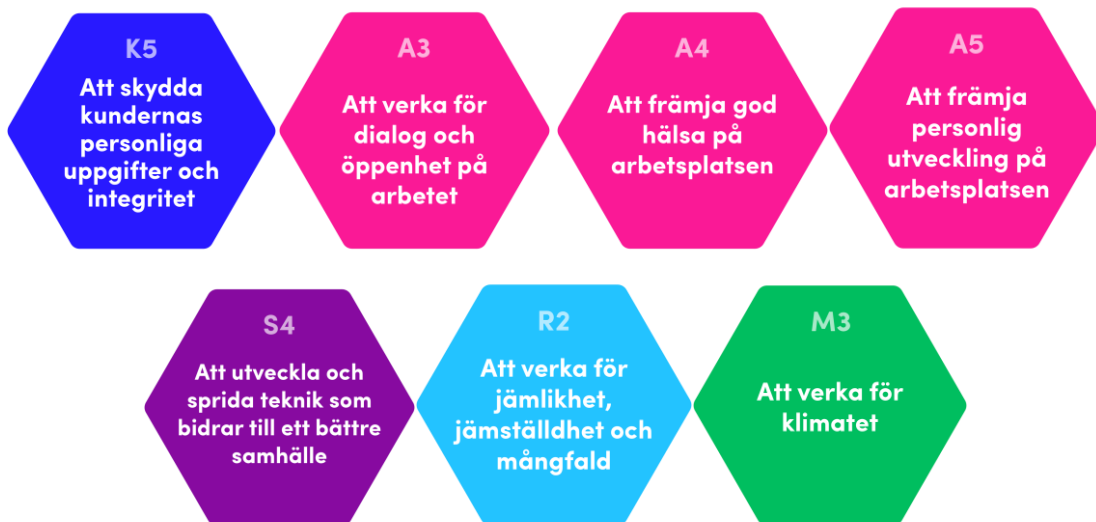 K5
Att skydda
kundernas
personliga
uppgifter och
integritet
A3
Att verka för
dialog och
öppenhet på
arbetet
A4
Att främja god
hälsa på
arbetsplatsen
A5
Att främja
personlig
utveckling på
arbetsplatsen
S4
Att utveckla och
sprida teknik som
bidrar till ett bättre
samhälle
R2
Att verka för
jämlikhet,
jämställdhet och
mångfald
M3
Att verka för
klimatet